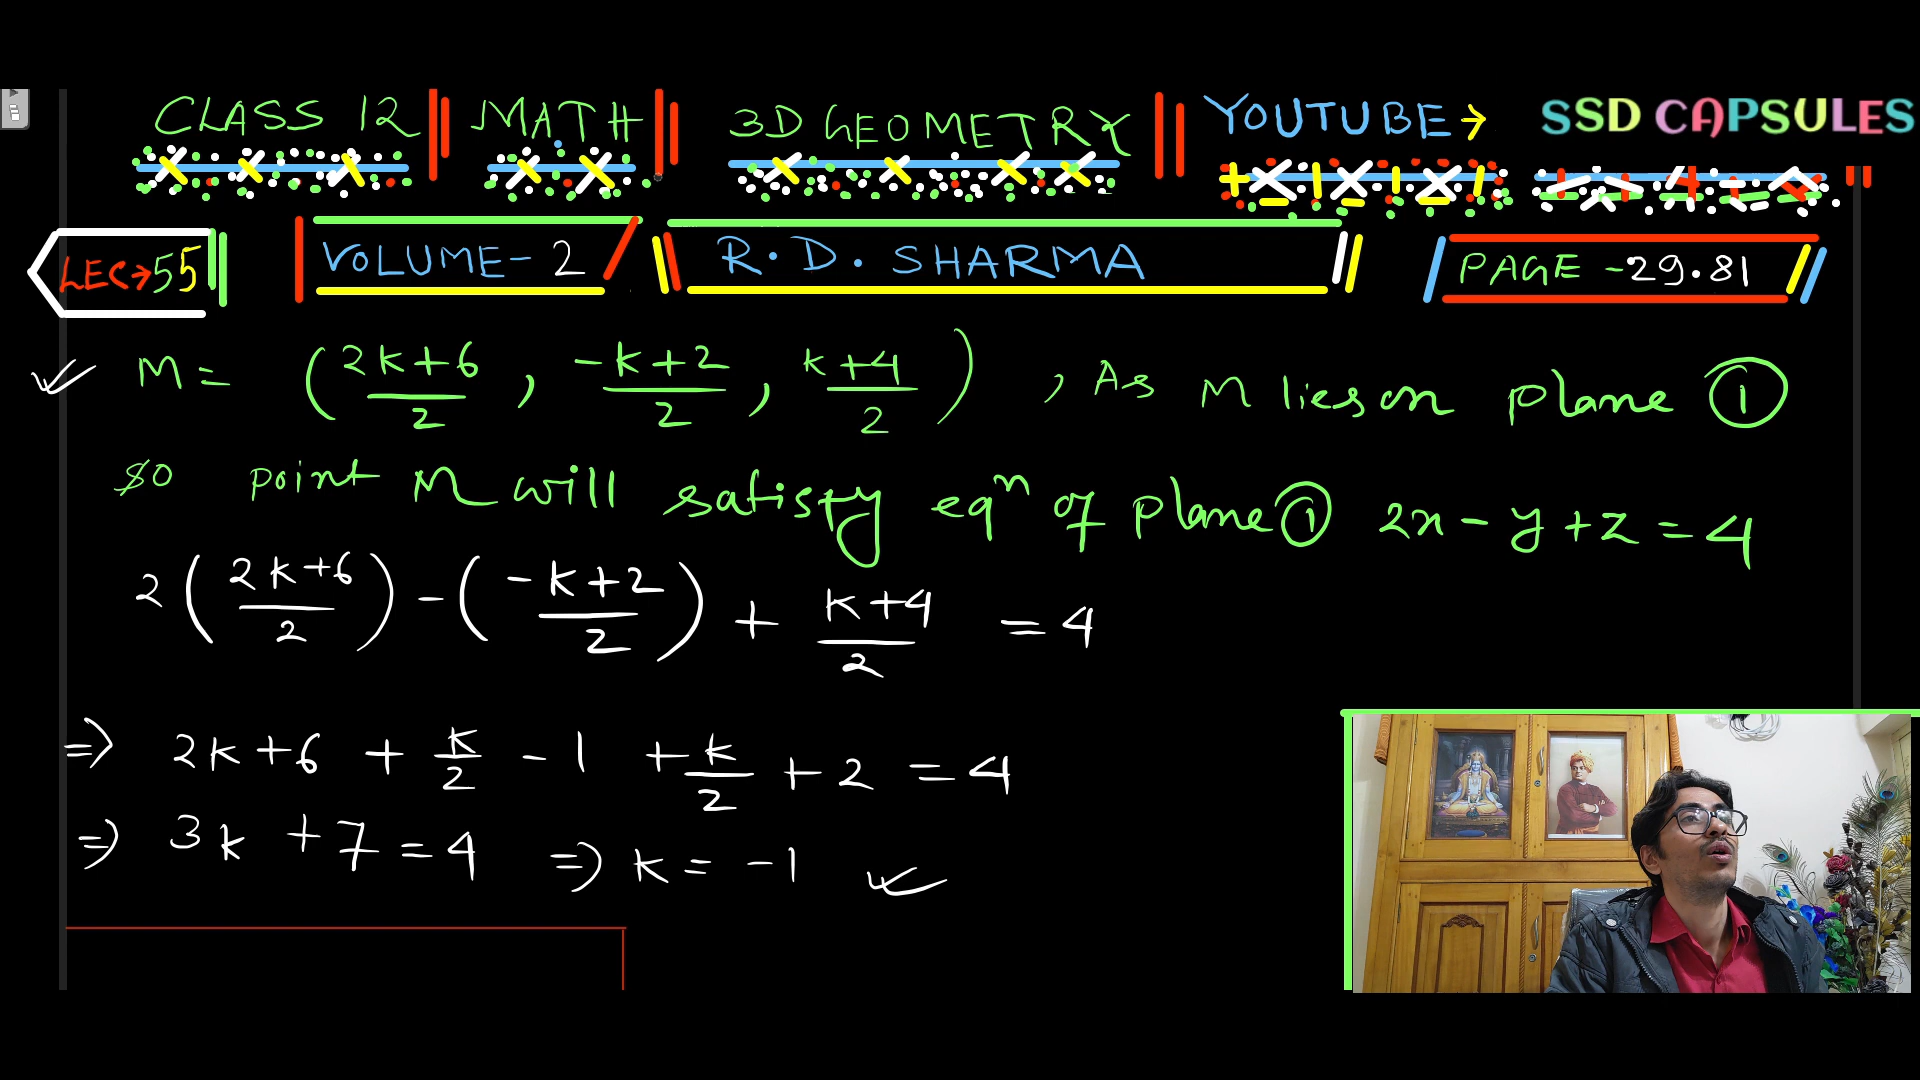 CLASS 12 || MATH || 3D GEOMETRY || YOUTUBE → SSD CAPSULES
LEC→55 VOLUME-2 R.D. SHARMA PAGE -29.81
M = (2k+6/2, -k+2/2, k+4/2), As M lies on plane ①
so point M will satisfy eqⁿ of plane ① 2x - y + z = 4
2(2k+6/2) - (-k+2/2) + k+4/2 = 4
⇒ 2k+6 + k/2 - 1 + k/2 + 2 = 4
⇒ 3k + 7 = 4 ⇒ k = -1